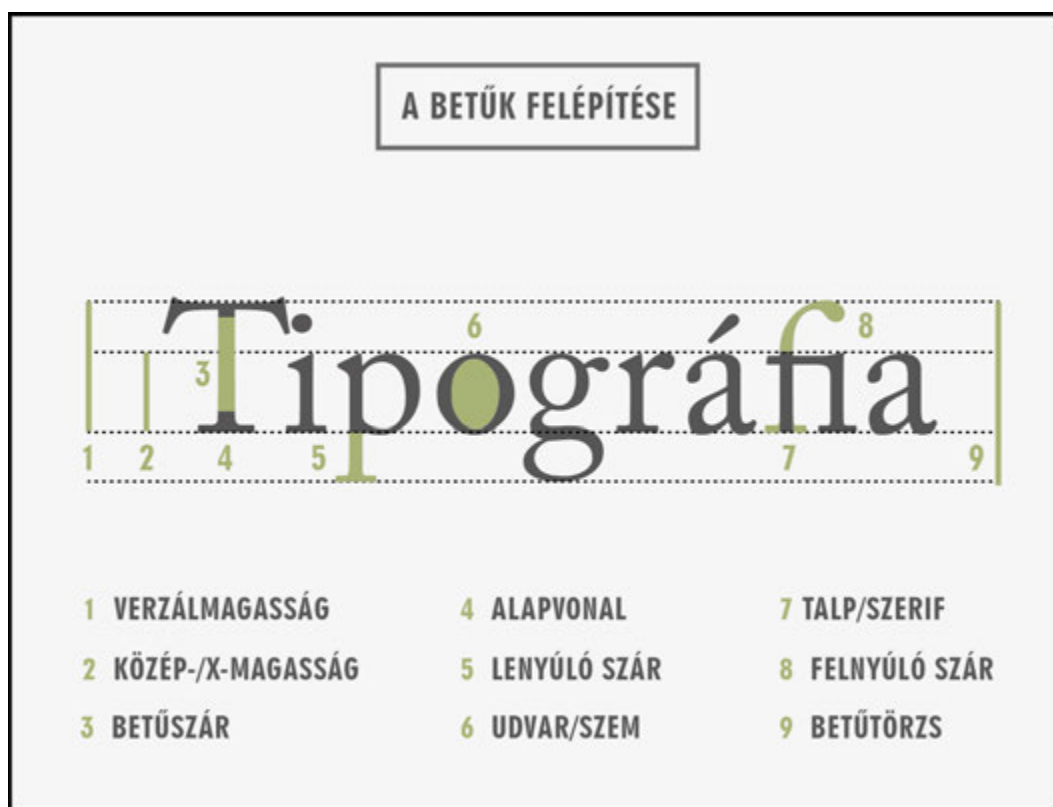 A BETŰK FELÉPÍTÉSE
Tipográfia
6 8
3
1 2 4 5 7 9
1 VERZÁLMAGASSÁG 4 ALAPVONAL 7 TALP/SZERIF
2 KÖZÉP-/X-MAGASSÁG 5 LENYÚLÓ SZÁR 8 FELNYÚLÓ SZÁR
3 BETŰSZÁR 6 UDVAR/SZEM 9 BETŰTÖRZS